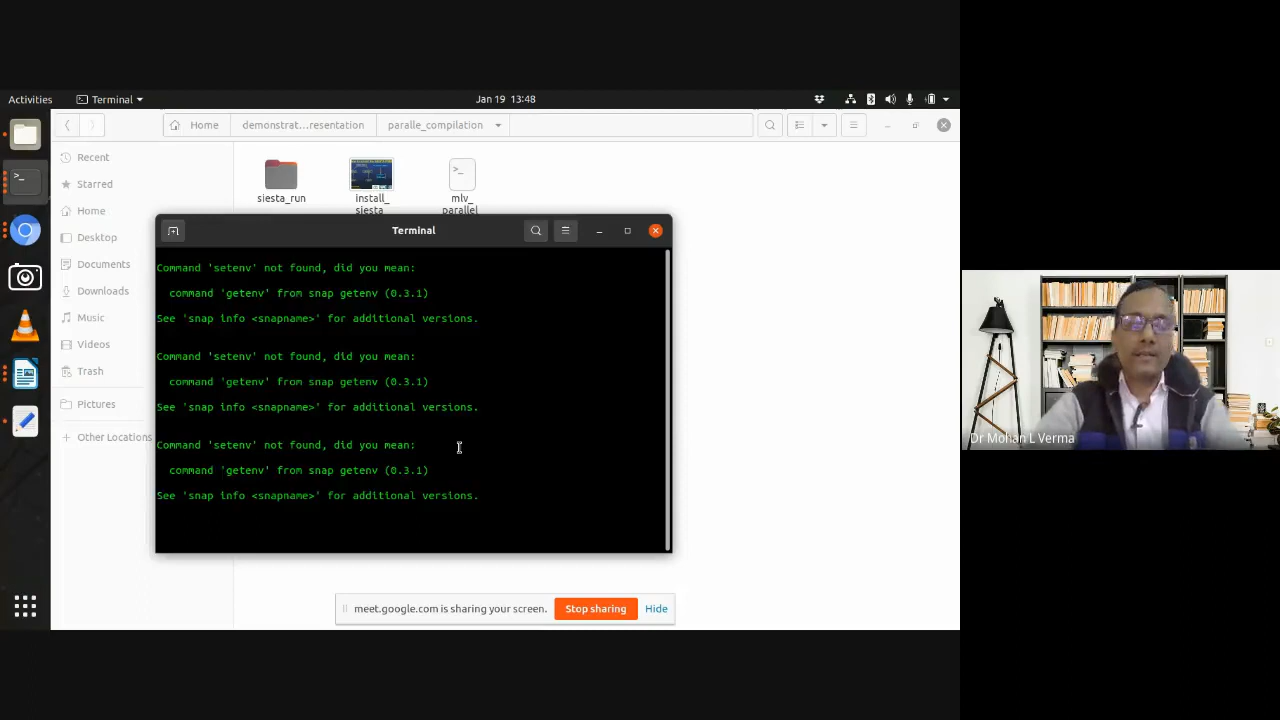 Activities
Terminal
Jan 19 13:48
Home
demonstrat…resentation
paralle_compilation
Recent
Starred
Home
Desktop
Documents
Downloads
Music
Videos
Trash
Pictures
Other Locations
siesta_run
install_
siesta
mlv_
parallel
Terminal
Command 'setenv' not found, did you mean:
command 'getenv' from snap getenv (0.3.1)
See 'snap info <snapname>' for additional versions.
Command 'setenv' not found, did you mean:
command 'getenv' from snap getenv (0.3.1)
See 'snap info <snapname>' for additional versions.
Command 'setenv' not found, did you mean:
command 'getenv' from snap getenv (0.3.1)
See 'snap info <snapname>' for additional versions.
meet.google.com is sharing your screen.
Stop sharing
Hide
Dr Mohan L Verma